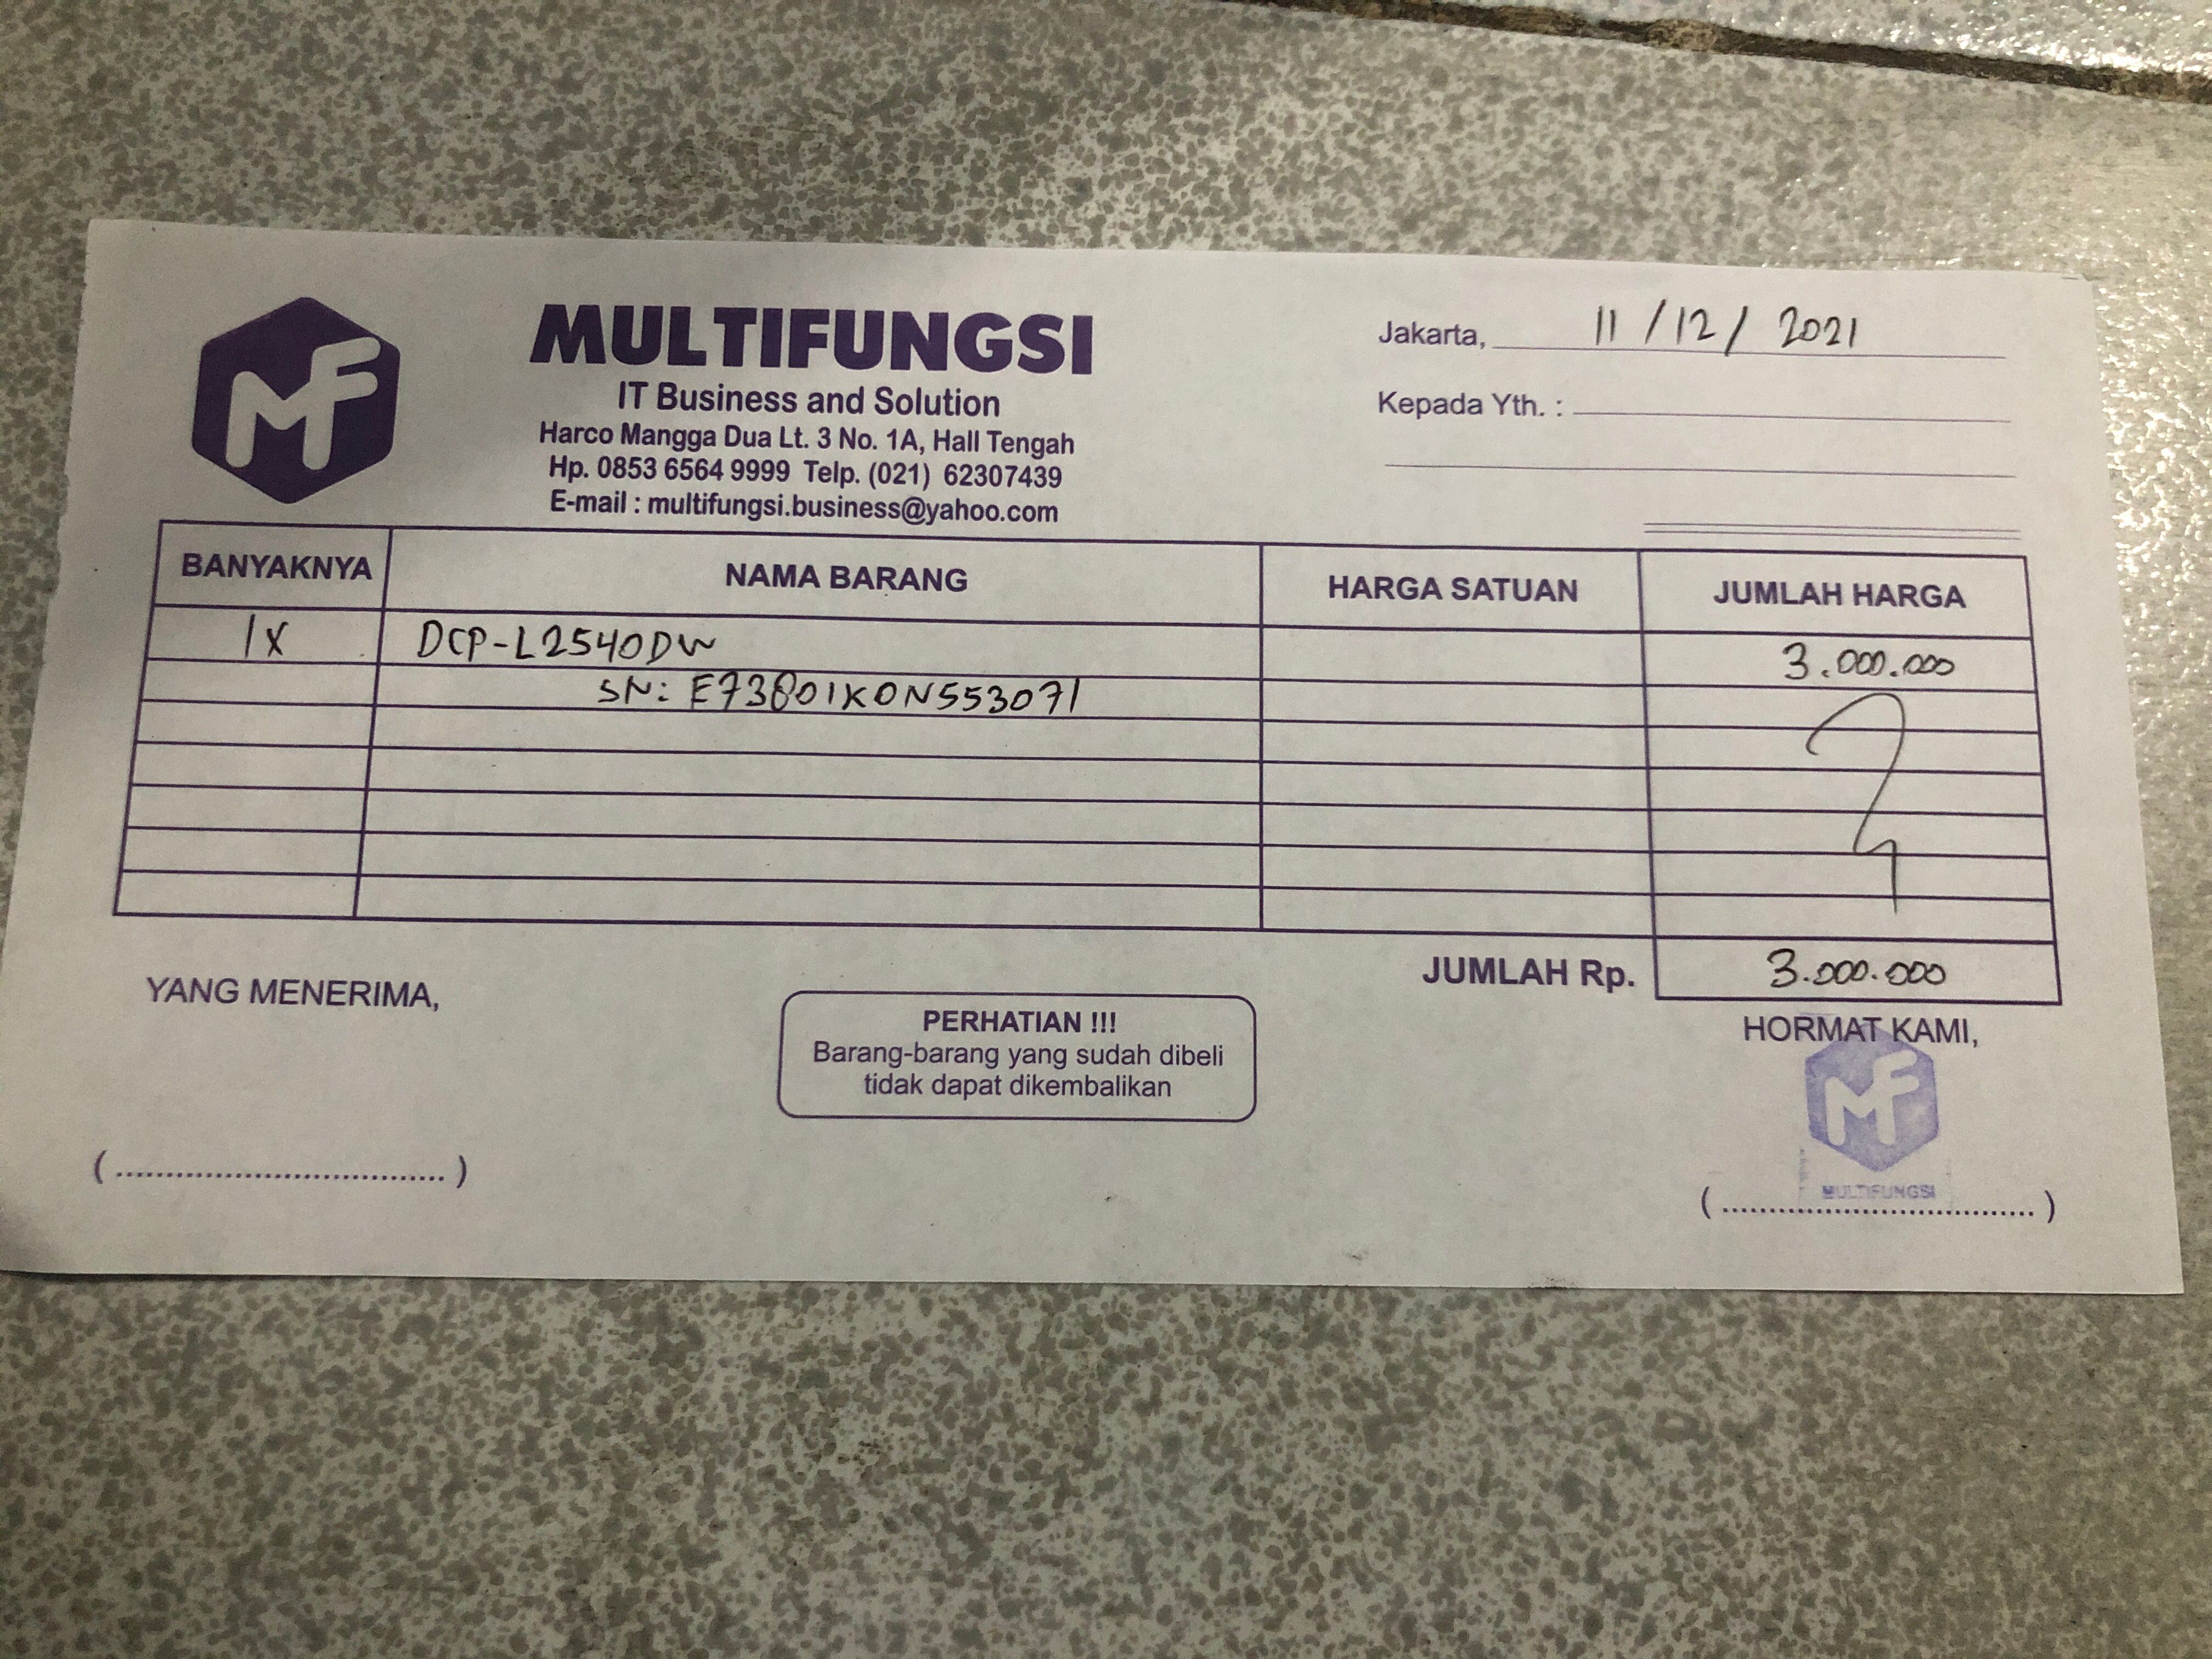 MF
MULTIFUNGSI
IT Business and Solution
Harco Mangga Dua Lt. 3 No. 1A, Hall Tengah
Hp. 0853 6564 9999 Telp. (021) 62307439
E-mail : multifungsi.business@yahoo.com
Jakarta, 11/12/2021
Kepada Yth. :
BANYAKNYA NAMA BARANG HARGA SATUAN JUMLAH HARGA
1X DCP-L2540DW 3.000.000
SN: E73801K0N553071
JUMLAH Rp. 3.000.000
YANG MENERIMA,
PERHATIAN !!!
Barang-barang yang sudah dibeli
tidak dapat dikembalikan
HORMAT KAMI,
MF
MULTIFUNGSI
(.................................)
(.................................)